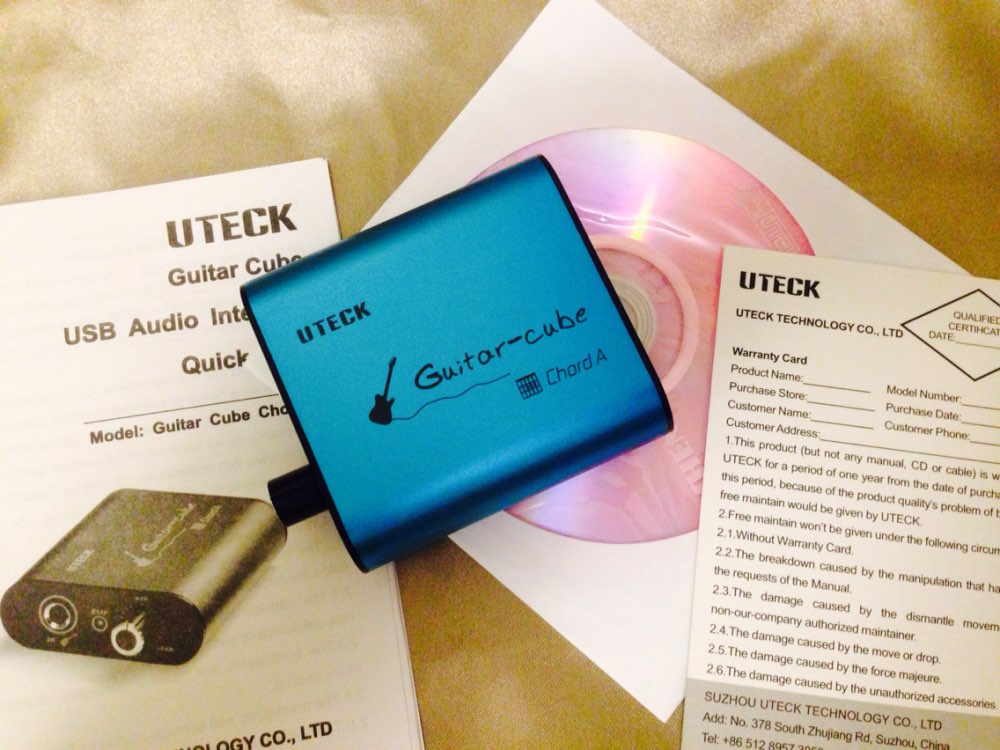 UTECK
Guitar Cube
USB Audio
Quick
Model: Guitar Cube
UTECK
Guitar-Cube
TECHNOLOGY CO., LTD
UTECK
Guitar-cube
Chord A
UTECK
UTECK TECHNOLOGY CO., LTD
QUALIFIED
CERTIHCAT
DATE:
Warranty Card
Product Name:
Model Number:
Purchase Store:
Purchase Date:
Customer Name:
Customer Phone:
Customer Address:
1.This product (but not any manual, CD or cable) is
UTECK for a period of one year from the date of
this period, because of the product quality's problem of
free maintain would be given by UTECK.
2.Free maintain won't be given under the following
2.1.Without Warranty Card.
2.2.The breakdown caused by the manipulation that
the requests of the Manual.
2.3.The damage caused by the dismantle
non-our-company authorized maintainer.
2.4.The damage caused by the move or drop.
2.5.The damage caused by the force majeure.
2.6.The damage caused by the unauthorized accessories.
SUZHOU UTECK TECHNOLOGY CO., LTD
Add: No. 378 South Zhujiang Rd, Suzhou, China
Tel: +86 512 8957